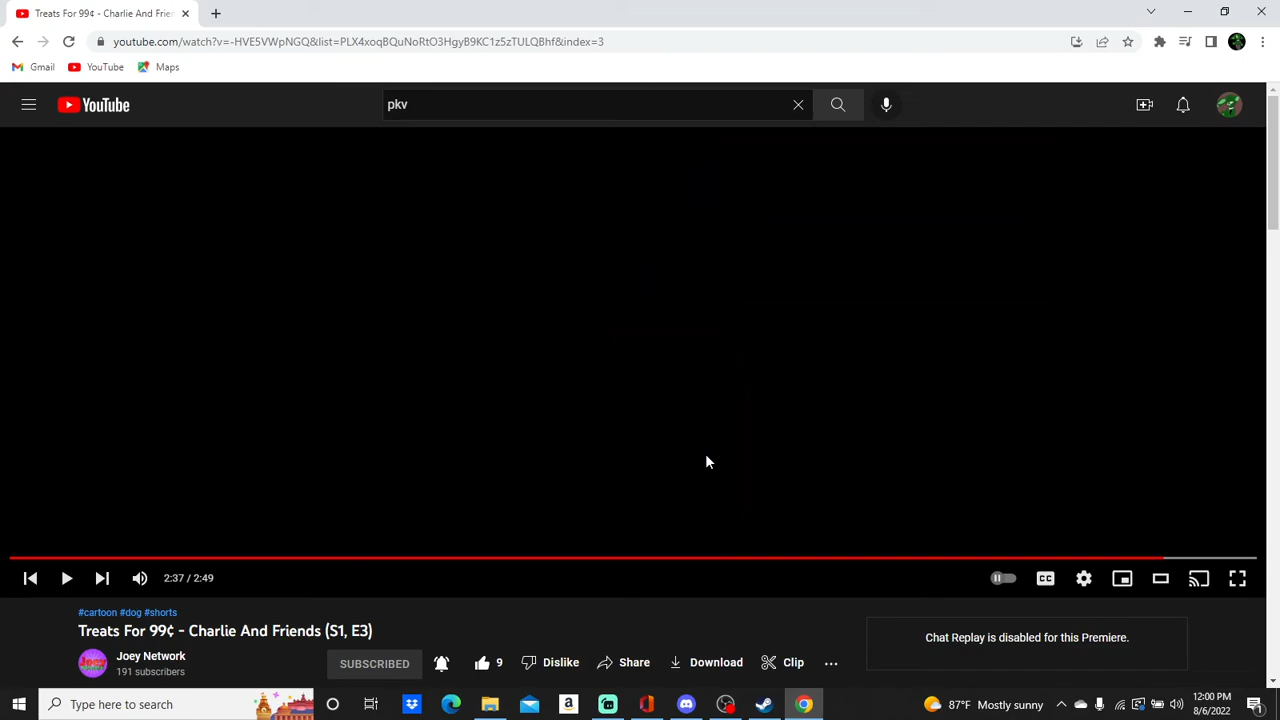 Treats For 99¢ - Charlie And Frien
youtube.com/watch?v=-HVE5VWpNGQ&list=PLX4xoqBQuNoRtO3HgyB9KC1z5zTULQBhf&index=3
Gmail YouTube Maps
YouTube pkv
2:37 / 2:49 CC
#cartoon #dog #shorts
Treats For 99¢ - Charlie And Friends (S1, E3)
Chat Replay is disabled for this Premiere.
Joey Network
191 subscribers
SUBSCRIBED 9 Dislike Share Download Clip
Type here to search
87°F Mostly sunny
12:00 PM
8/6/2022